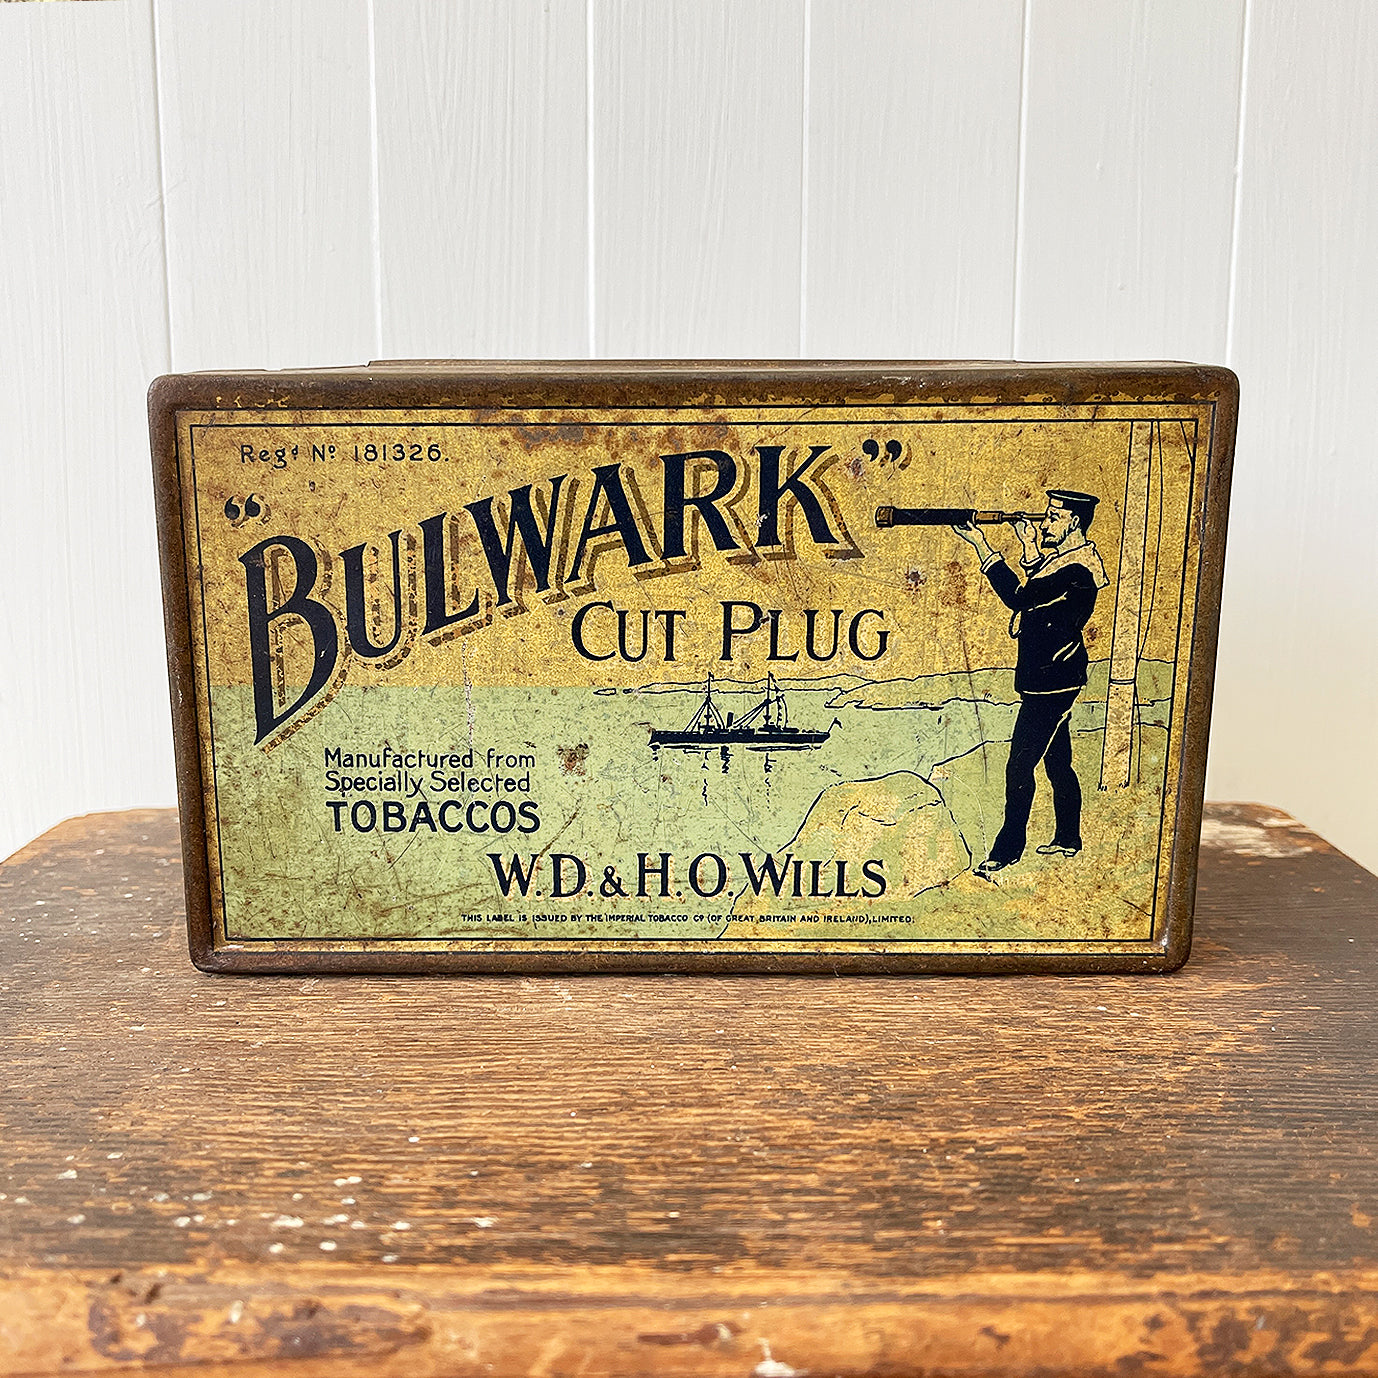 Regd No 181326.
“BULWARK”
CUT PLUG
Manufactured from
Specially Selected
TOBACCOS
W.D. & H.O. WILLS
THIS LABEL IS ISSUED BY THE IMPERIAL TOBACCO Co (OF GREAT BRITAIN AND IRELAND), LIMITED.